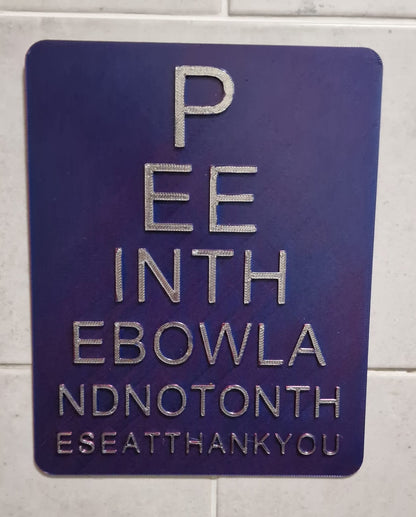 P
EE
INTH
EBOWLA
NDNOTONTH
ESEATTHANKYOU